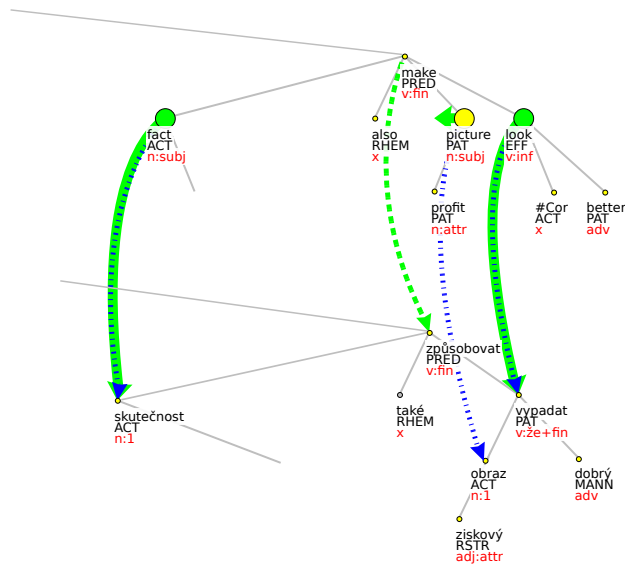 make
PRED
v:fin
fact
ACT
n:subj
also
RHEM
x
picture
PAT
n:subj
look
EFF
v:inf
profit
PAT
n:attr
#Cor
ACT
x
better
PAT
adv
způsobovat
PRED
v:fin
skutečnost
ACT
n:1
také
RHEM
x
vypadat
PAT
v:že+fin
obraz
ACT
n:1
dobrý
MANN
adv
ziskový
RSTR
adj:attr